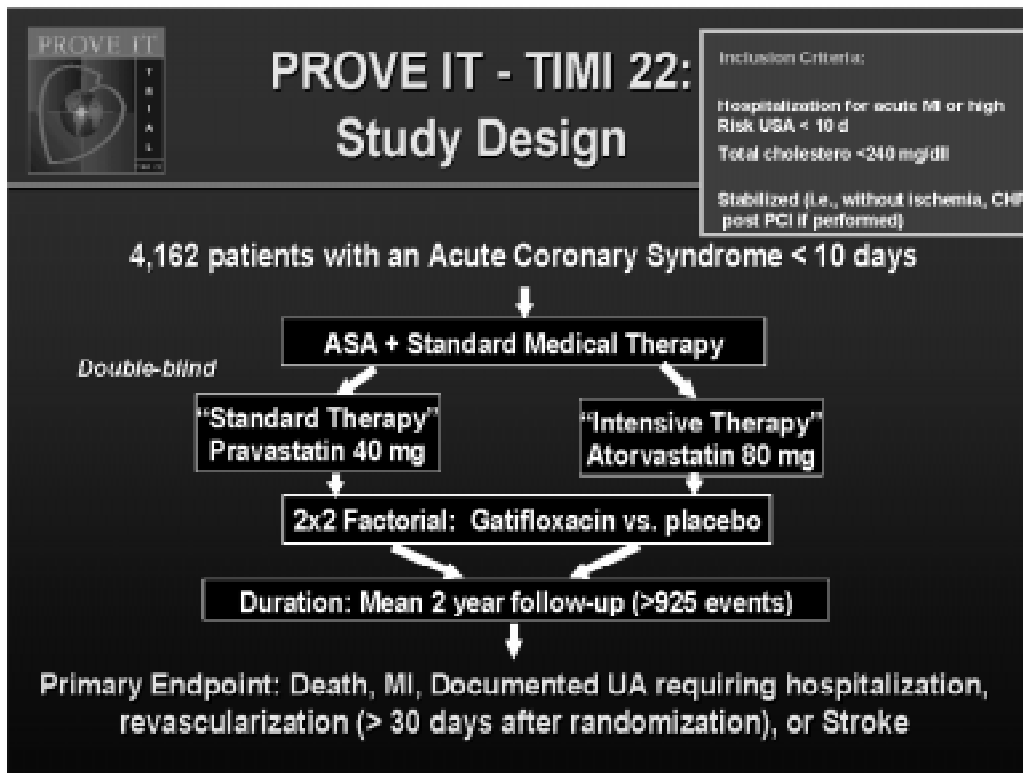 PROVE IT
TRIAL
PROVE IT - TIMI 22:
Study Design
Inclusion Criteria:
Hospitalization for acute MI or high
Risk USA < 10 d
Total cholestero <240 mg/dll
Stabilized (i.e., without ischemia, CHF
post PCI if performed)
4,162 patients with an Acute Coronary Syndrome < 10 days
ASA + Standard Medical Therapy
Double-blind
“Standard Therapy”
Pravastatin 40 mg
“Intensive Therapy”
Atorvastatin 80 mg
2x2 Factorial: Gatifloxacin vs. placebo
Duration: Mean 2 year follow-up (>925 events)
Primary Endpoint: Death, MI, Documented UA requiring hospitalization,
revascularization (> 30 days after randomization), or Stroke